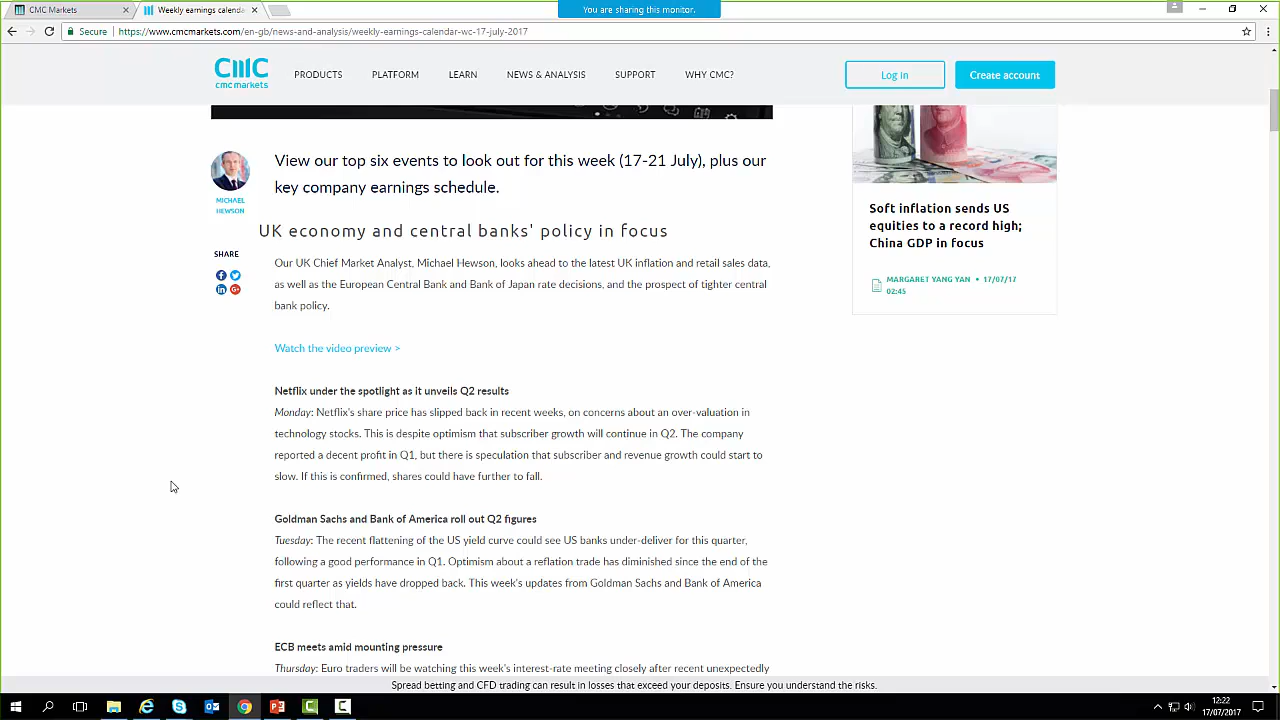 CMC Markets
Weekly earnings calenda
You are sharing this monitor.
Secure
https://www.cmcmarkets.com/en-gb/news-and-analysis/weekly-earnings-calendar-wc-17-july-2017
cmc markets
PRODUCTS
PLATFORM
LEARN
NEWS & ANALYSIS
SUPPORT
WHY CMC?
Log in
Create account
MICHAEL
HEWSON
View our top six events to look out for this week (17-21 July), plus our
key company earnings schedule.
UK economy and central banks' policy in focus
SHARE
Our UK Chief Market Analyst, Michael Hewson, looks ahead to the latest UK inflation and retail sales data,
as well as the European Central Bank and Bank of Japan rate decisions, and the prospect of tighter central
bank policy.
Watch the video preview >
Netflix under the spotlight as it unveils Q2 results
Monday: Netflix's share price has slipped back in recent weeks, on concerns about an over-valuation in
technology stocks. This is despite optimism that subscriber growth will continue in Q2. The company
reported a decent profit in Q1, but there is speculation that subscriber and revenue growth could start to
slow. If this is confirmed, shares could have further to fall.
Goldman Sachs and Bank of America roll out Q2 figures
Tuesday: The recent flattening of the US yield curve could see US banks under-deliver for this quarter,
following a good performance in Q1. Optimism about a reflation trade has diminished since the end of the
first quarter as yields have dropped back. This week's updates from Goldman Sachs and Bank of America
could reflect that.
ECB meets amid mounting pressure
Thursday: Euro traders will be watching this week's interest-rate meeting closely after recent unexpectedly
Soft inflation sends US
equities to a record high;
China GDP in focus
MARGARET YANG YAN • 17/07/17
02:45
Spread betting and CFD trading can result in losses that exceed your deposits. Ensure you understand the risks.
12:22
17/07/2017